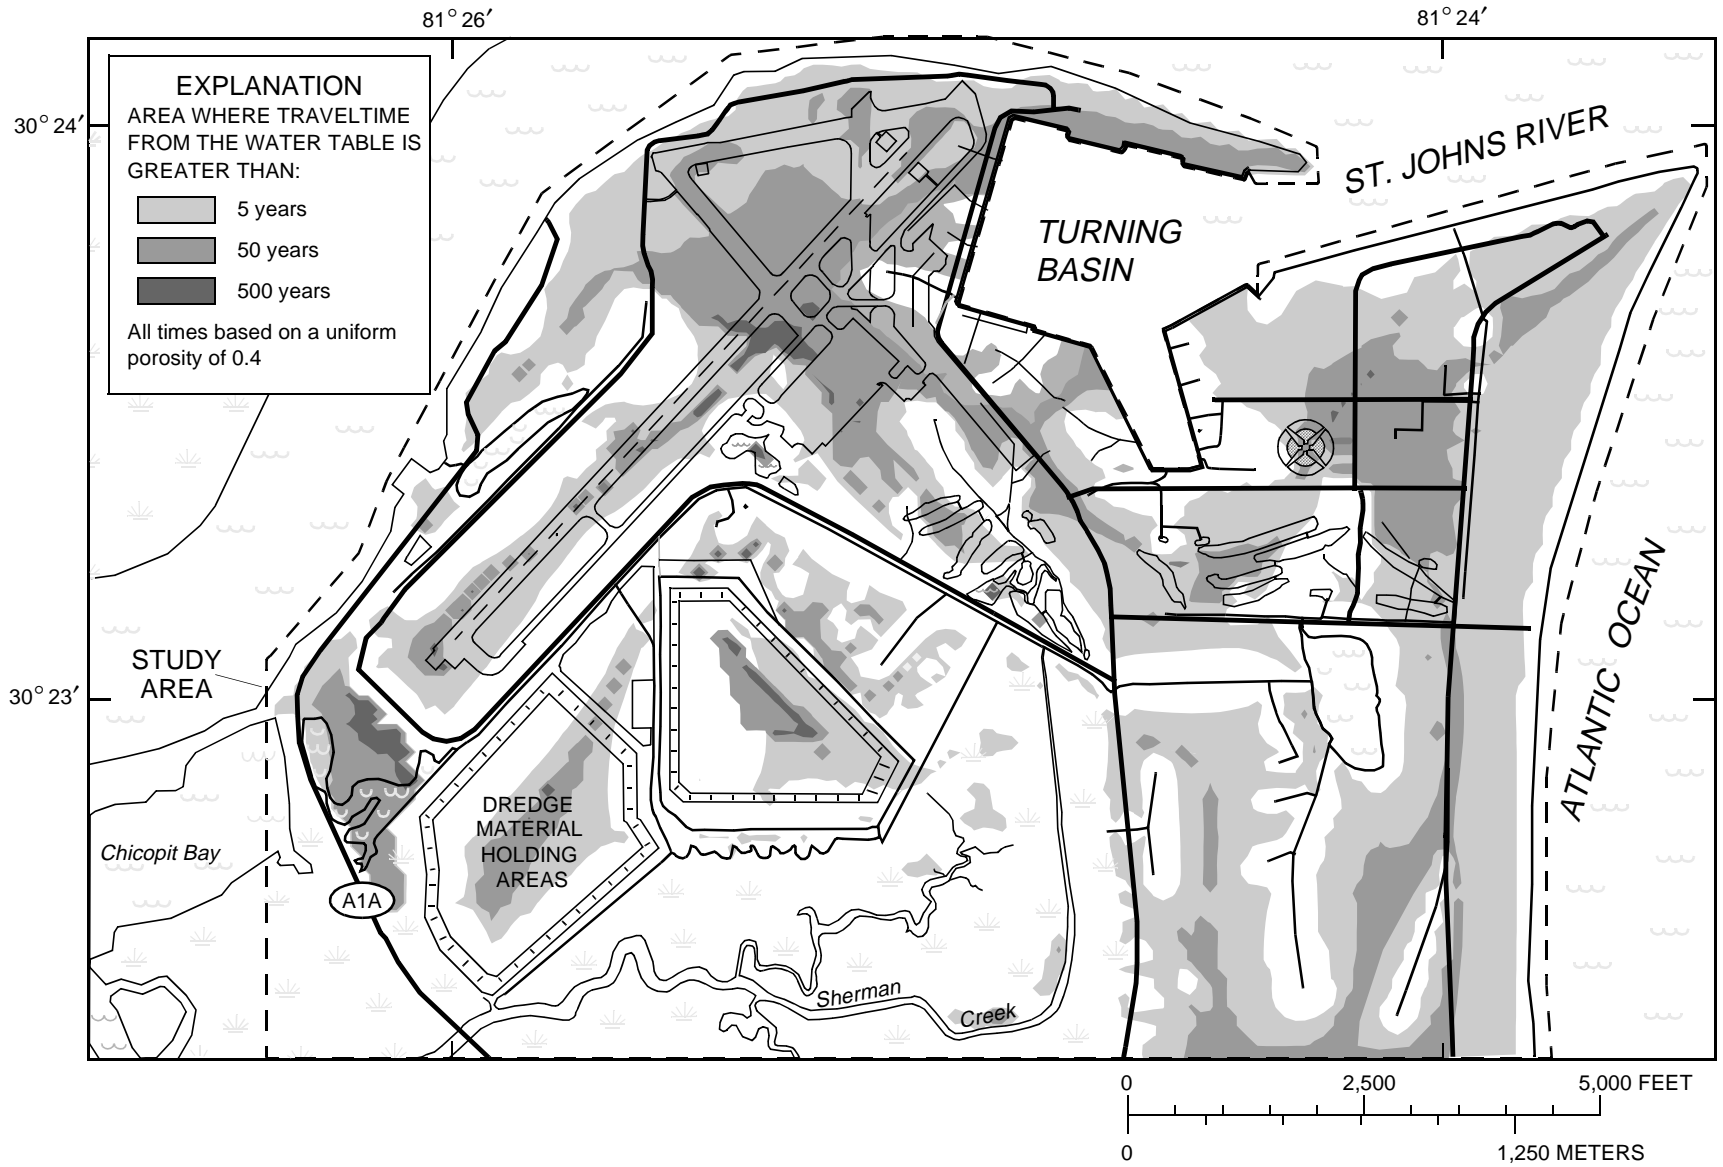 81° 26′
81° 24′
30° 24′
30° 23′
EXPLANATION
AREA WHERE TRAVELTIME
FROM THE WATER TABLE IS
GREATER THAN:
5 years
50 years
500 years
All times based on a uniform
porosity of 0.4
ST. JOHNS RIVER
TURNING
BASIN
STUDY
AREA
ATLANTIC OCEAN
DREDGE
MATERIAL
HOLDING
AREAS
Chicopit Bay
A1A
Sherman
Creek
0 2,500 5,000 FEET
0 1,250 METERS